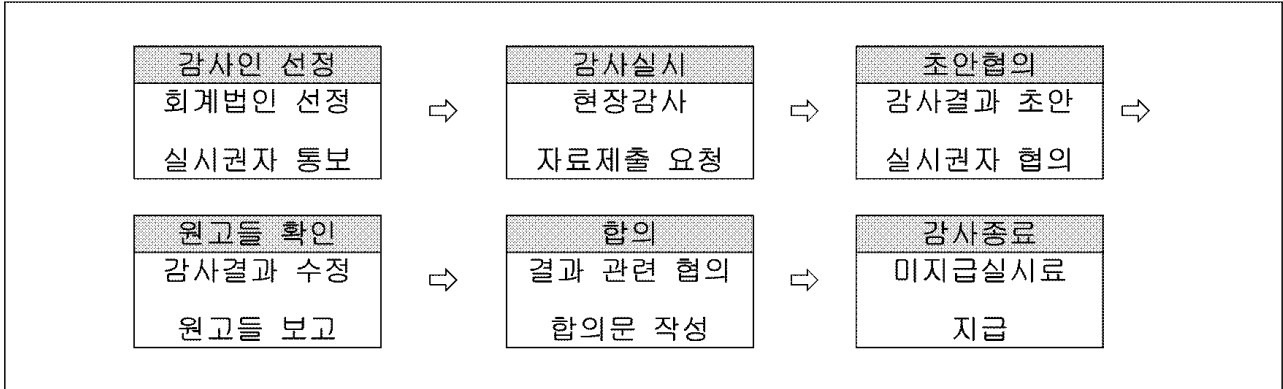 감사인 선정
회계법인 선정
실시권자 통보
⇨
감사실시
현장감사
자료제출 요청
⇨
초안협의
감사결과 초안
실시권자 협의
⇨
원고들 확인
감사결과 수정
원고들 보고
⇨
합의
결과 관련 협의
합의문 작성
⇨
감사종료
미지급실시료
지급